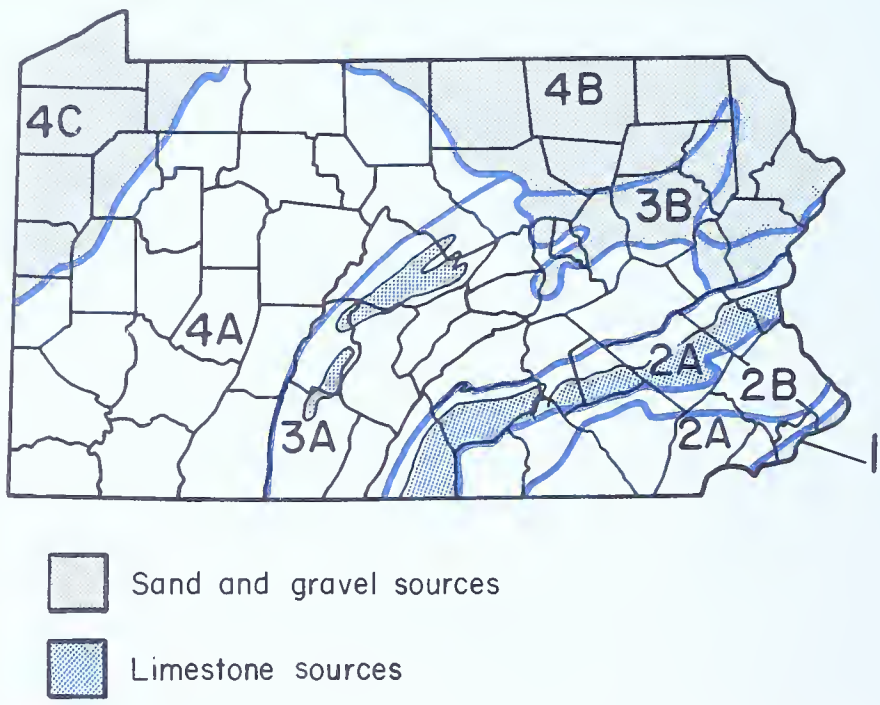 4B
4C
3B
4A
2A
2B
3A
2A
1
Sand and gravel sources
Limestone sources